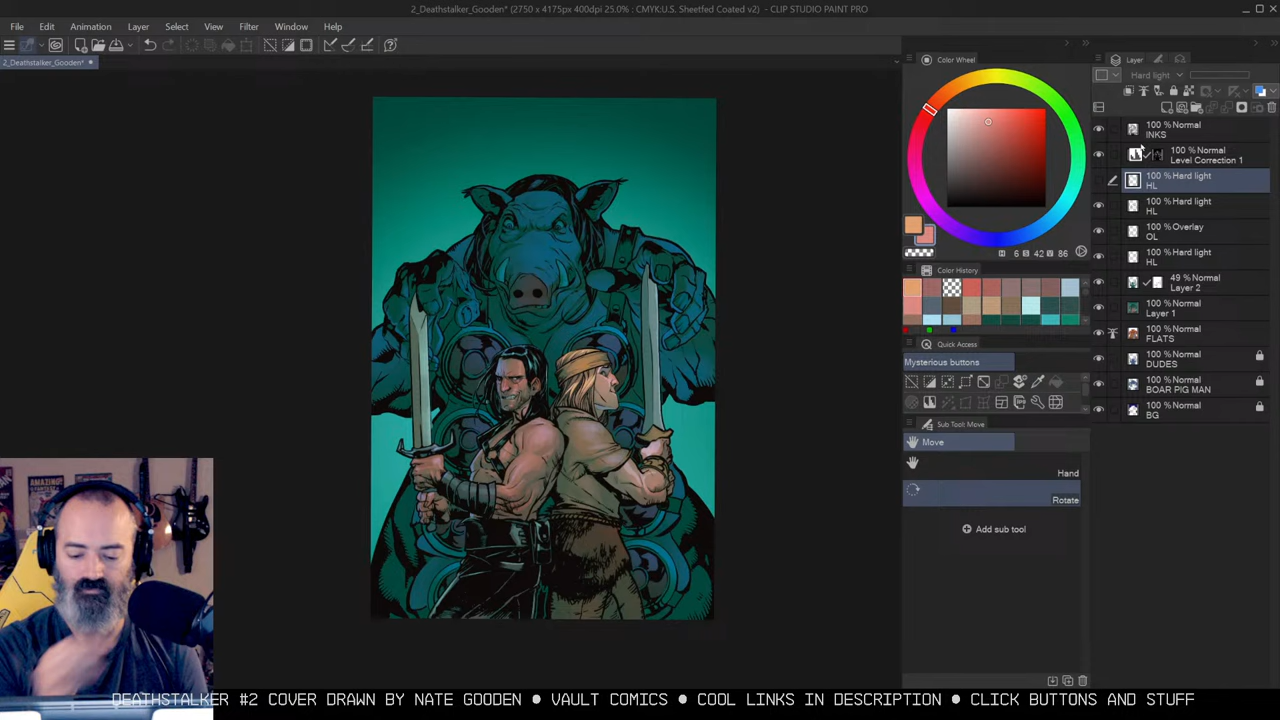 2_Deathstalker_Gooden* (2750 x 4175px 400dpi 25.0% : CMYK:U.S. Sheetfed Coated v2) - CLIP STUDIO PAINT PRO
File Edit Animation Layer Select View Filter Window Help
2_Deathstalker_Gooden*
Color Wheel
H 6 S 42 V 86
Color History
Quick Access
Mysterious buttons
Sub Tool: Move
Move
Hand
Rotate
Add sub tool
Layer
Hard light
100 % Normal
INKS
100 % Normal
Level Correction 1
100 % Hard light
HL
100 % Hard light
HL
100 % Overlay
OL
100 % Hard light
HL
49 % Normal
Layer 2
100 % Normal
Layer 1
100 % Normal
FLATS
100 % Normal
DUDES
100 % Normal
BOAR PIG MAN
100 % Normal
BG
AMAZING
DEATHSTALKER #2 COVER DRAWN BY NATE GOODEN ● VAULT COMICS ● COOL LINKS IN DESCRIPTION ● CLICK BUTTONS AND STUFF